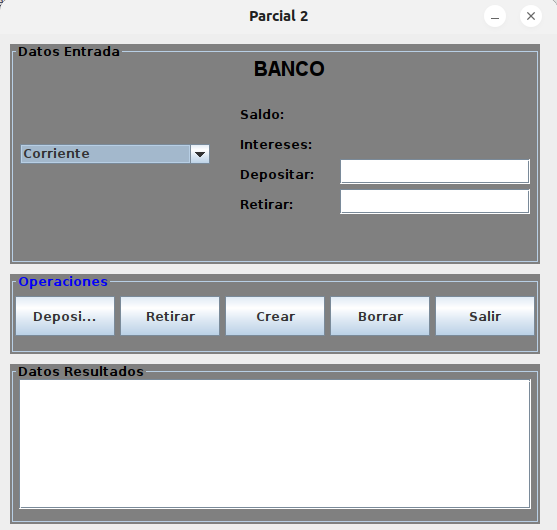 Parcial 2
Datos Entrada
BANCO
Saldo:
Corriente
Intereses:
Depositar:
Retirar:
Operaciones
Deposi... Retirar Crear Borrar Salir
Datos Resultados